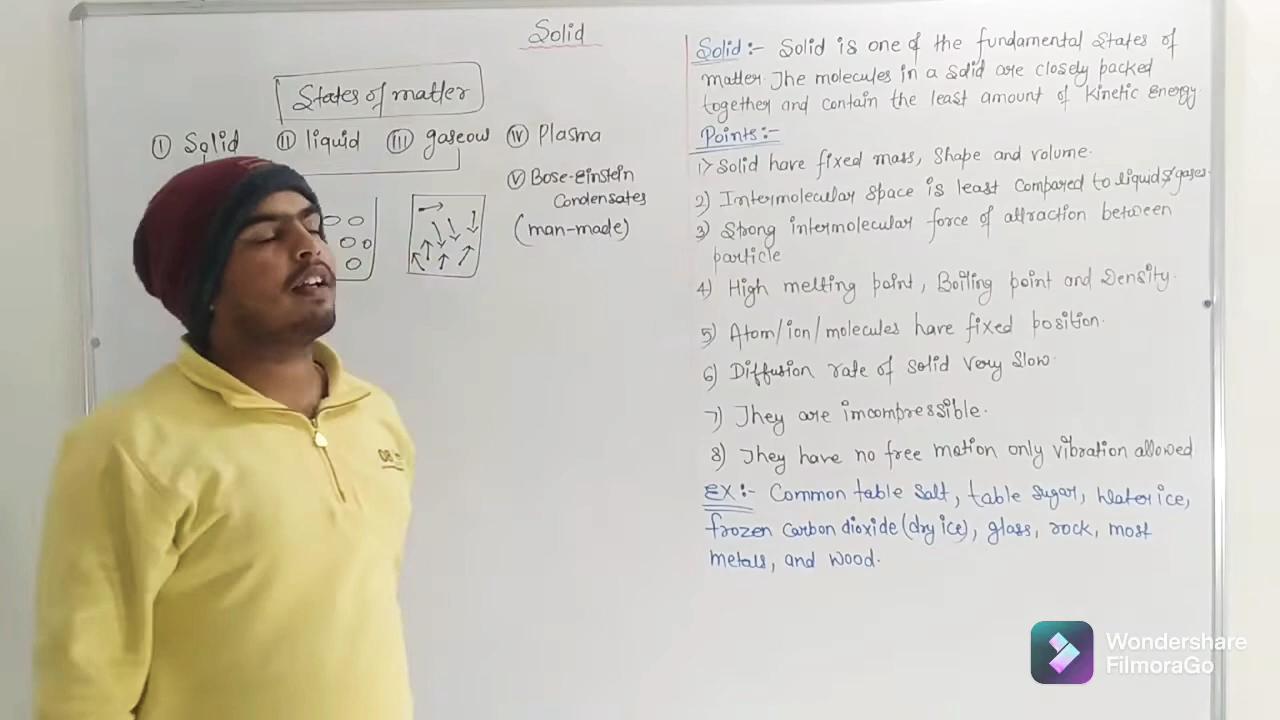 Solid
States of matter
I Solid II liquid III gaseous IV Plasma
V Bose-Einstein
Condensates
(man-made)
Solid :- Solid is one of the fundamental States of
matter. The molecules in a solid are closely packed
together and contain the least amount of kinetic Energy.
Points:-
1) Solid have fixed mass, Shape and volume.
2) Intermolecular space is least compared to liquid & gases.
3) Strong intermolecular force of attraction between
particle
4) High melting point, Boiling point and Density.
5) Atom/ion/molecules have fixed position.
6) Diffusion rate of solid very slow.
7) They are incompressible.
8) They have no free motion only vibration allowed
EX:- Common table salt, table sugar, water ice,
frozen carbon dioxide (dry ice), glass, rock, most
metals, and wood.
08
Wondershare
FilmoraGo